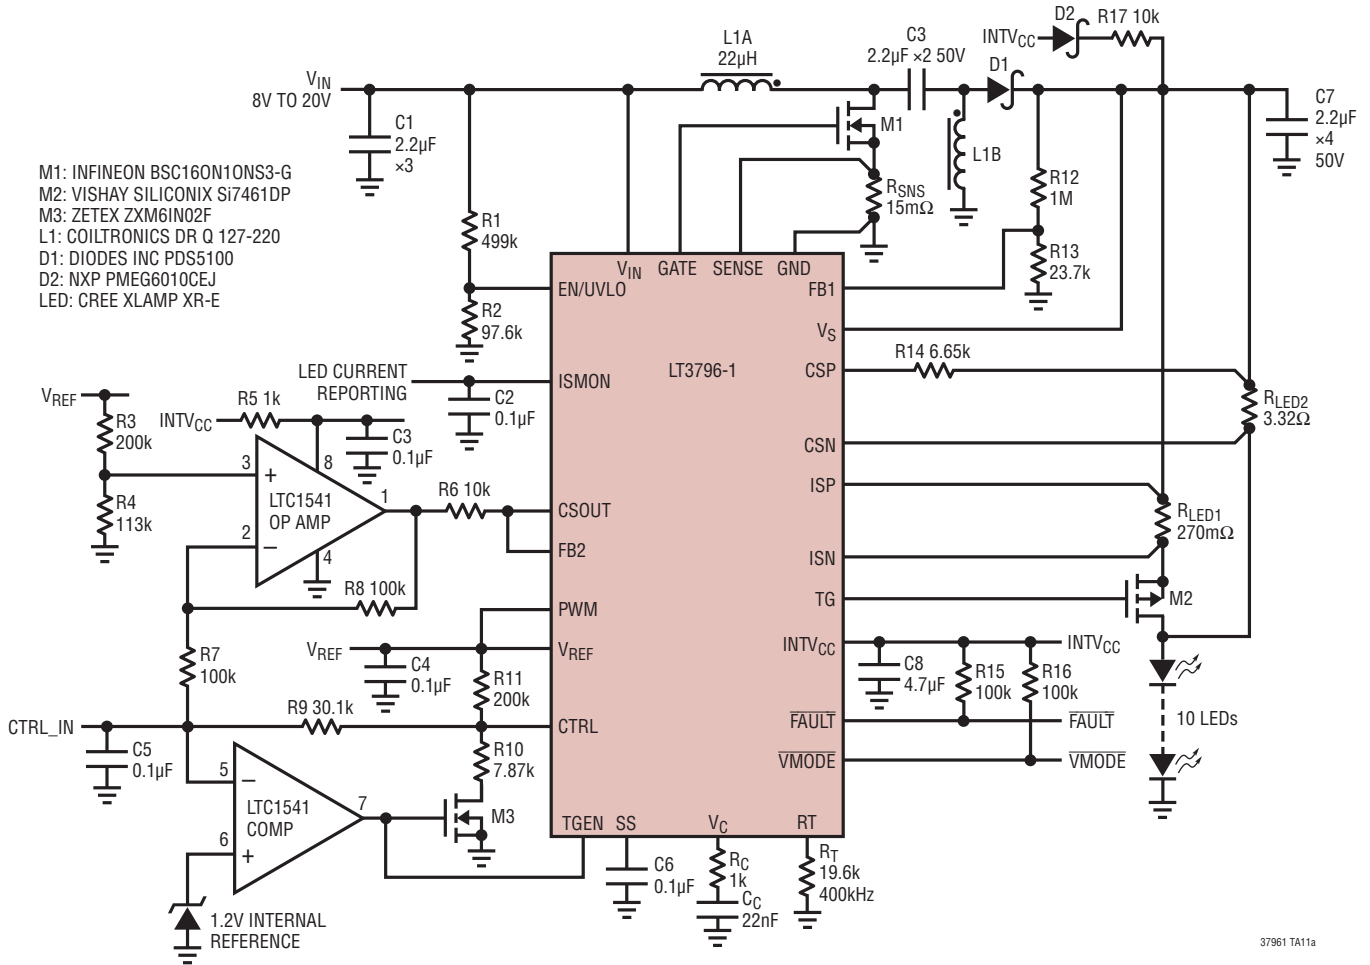 D2
R17 10k
INTVCC
L1A
22µH
C3
2.2µF ×2 50V
D1
VIN
8V TO 20V
C1
2.2µF
×3
M1
L1B
C7
2.2µF
×4
50V
M1: INFINEON BSC16ON1ONS3-G
M2: VISHAY SILICONIX Si7461DP
M3: ZETEX ZXM6IN02F
L1: COILTRONICS DR Q 127-220
D1: DIODES INC PDS5100
D2: NXP PMEG6010CEJ
LED: CREE XLAMP XR-E
R1
499k
RSNS
15mΩ
R12
1M
R13
23.7k
R2
97.6k
VIN
GATE
SENSE
GND
EN/UVLO
FB1
VS
LT3796-1
R14 6.65k
CSP
RLED2
3.32Ω
CSN
LED CURRENT
REPORTING
ISMON
C2
0.1µF
VREF
R3
200k
INTVCC
R5 1k
C3
0.1µF
3
+
8
LTC1541
OP AMP
1
2
–
4
R4
113k
R6 10k
CSOUT
FB2
ISP
RLED1
270mΩ
ISN
TG
M2
R8 100k
PWM
VREF
VREF
C4
0.1µF
R7
100k
R11
200k
INTVCC
INTVCC
C8
4.7µF
R15
100k
R16
100k
CTRL_IN
R9 30.1k
CTRL
FAULT
FAULT
10 LEDs
C5
0.1µF
R10
7.87k
VMODE
VMODE
5
–
LTC1541
COMP
7
6
+
M3
TGEN
SS
VC
RT
C6
0.1µF
RC
1k
CC
22nF
RT
19.6k
400kHz
1.2V INTERNAL
REFERENCE
37961 TA11a